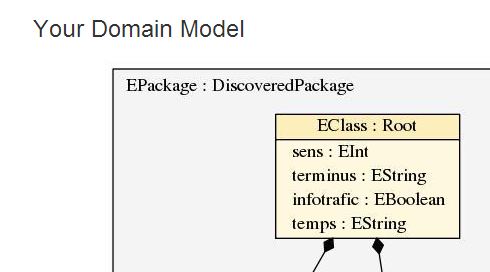 Your Domain Model
EPackage : DiscoveredPackage
EClass : Root
sens : EInt
terminus : EString
infotrafic : EBoolean
temps : EString